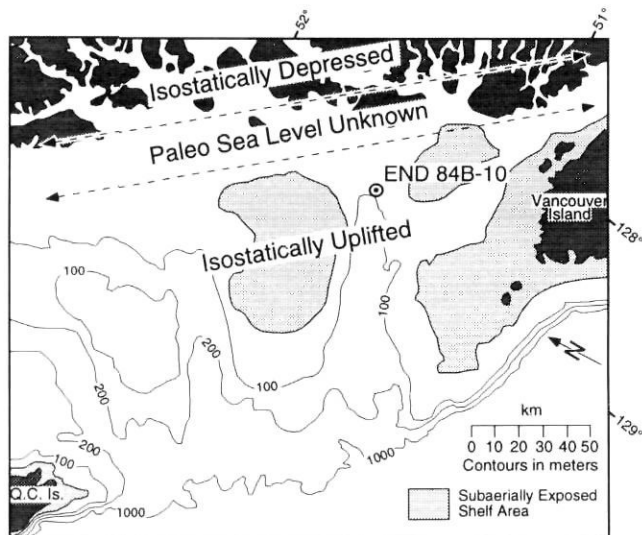 52°
51°
Isostatically Depressed
Paleo Sea Level Unknown
END 84B-10
Vancouver
Island
128°
Isostatically Uplifted
100
100
200
200
100
N
129°
km
0 10 20 30 40 50
Contours in meters
200
100
1000
1000
Q.C. Is.
Subaerially Exposed
Shelf Area